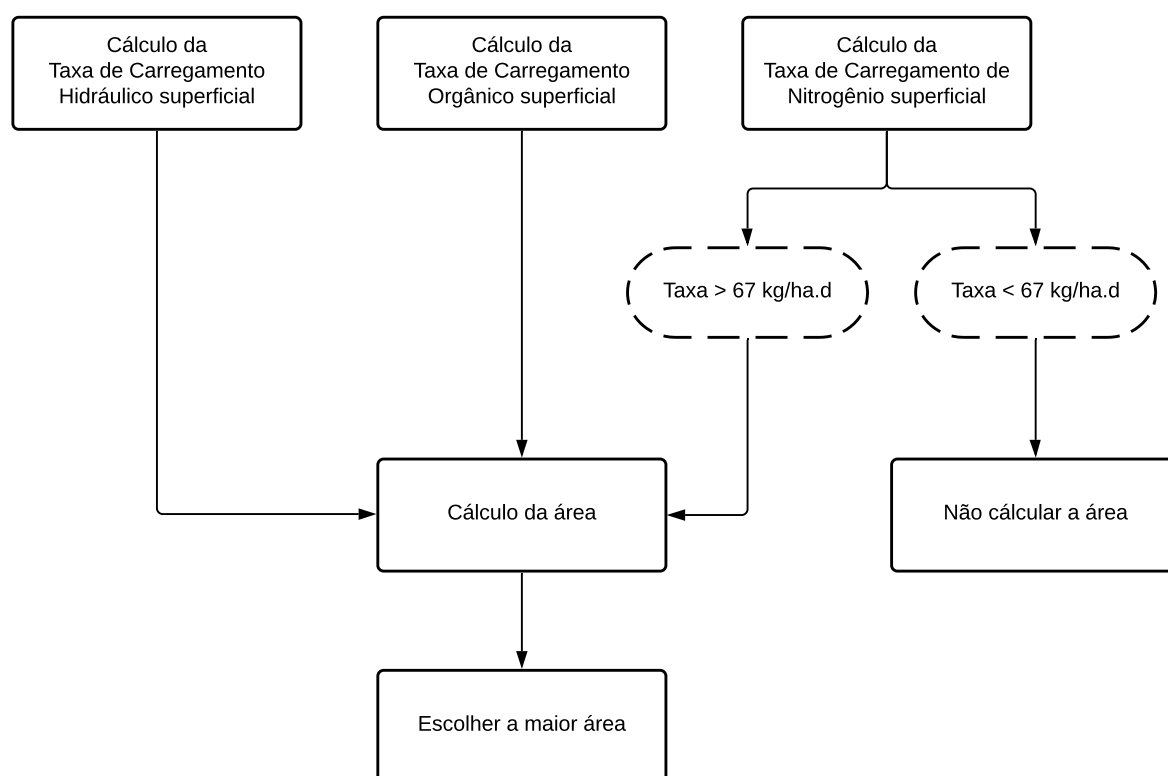 Cálculo da
Taxa de Carregamento
Hidráulico superficial
Cálculo da
Taxa de Carregamento
Orgânico superficial
Cálculo da
Taxa de Carregamento de
Nitrogênio superficial
Taxa > 67 kg/ha.d
Taxa < 67 kg/ha.d
Cálculo da área
Não cálcular a área
Escolher a maior área